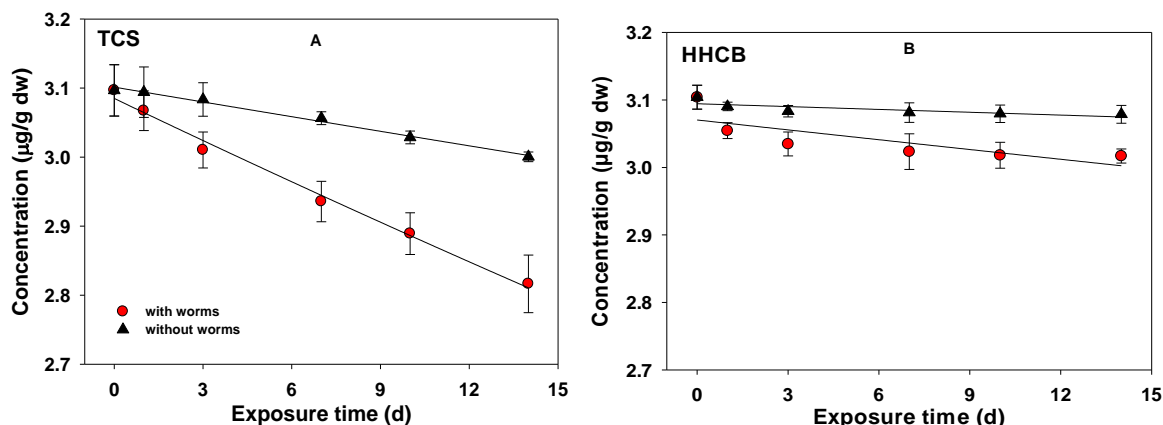 TCS
A
3.2
3.1
3.0
2.9
2.8
2.7
Concentration (µg/g dw)
with worms
without worms
0 3 6 9 12 15
Exposure time (d)
HHCB
B
3.2
3.1
3.0
2.9
2.8
2.7
Concentration (µg/g dw)
0 3 6 9 12 15
Exposure time (d)